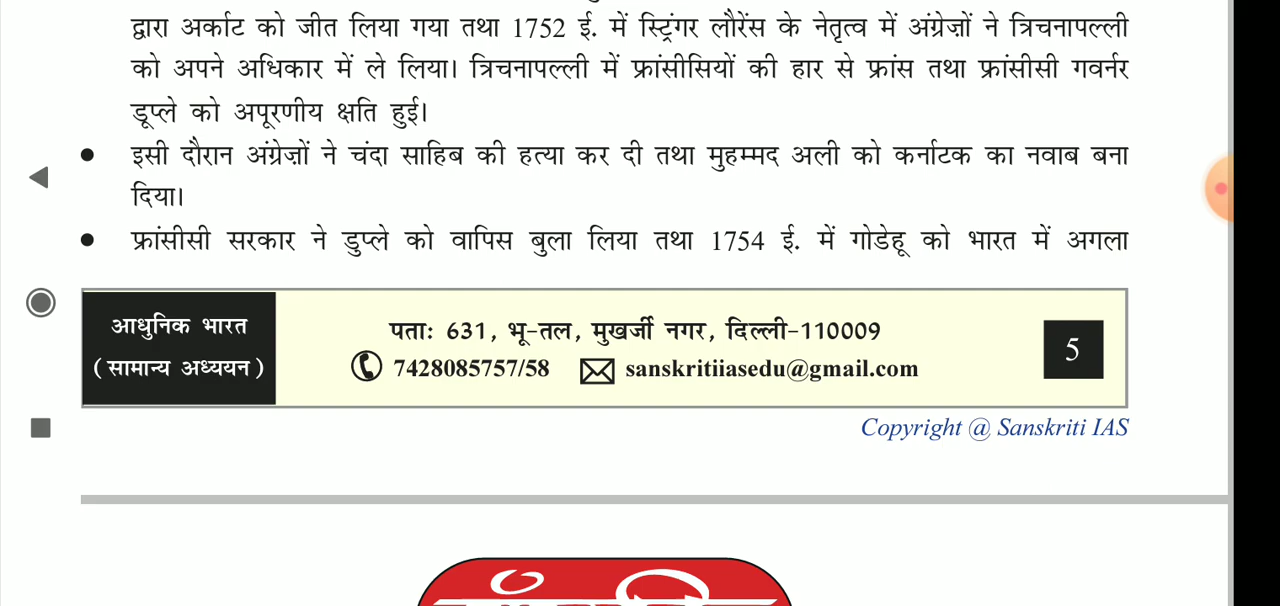 द्वारा अर्काट को जीत लिया गया तथा 1752 ई. में स्ट्रिंगर लौरेंस के नेतृत्व में अंग्रेज़ों ने त्रिचनापल्ली
को अपने अधिकार में ले लिया। त्रिचनापल्ली में फ्रांसीसियों की हार से फ्रांस तथा फ्रांसीसी गवर्नर
डूप्ले को अपूरणीय क्षति हुई।
● इसी दौरान अंग्रेज़ों ने चंदा साहिब की हत्या कर दी तथा मुहम्मद अली को कर्नाटक का नवाब बना
दिया।
● फ्रांसीसी सरकार ने डुप्ले को वापिस बुला लिया तथा 1754 ई. में गोडेहू को भारत में अगला
आधुनिक भारत
(सामान्य अध्ययन)
पताः 631, भू-तल, मुखर्जी नगर, दिल्ली-110009
7428085757/58 sanskritiiasedu@gmail.com
5
Copyright @ Sanskriti IAS